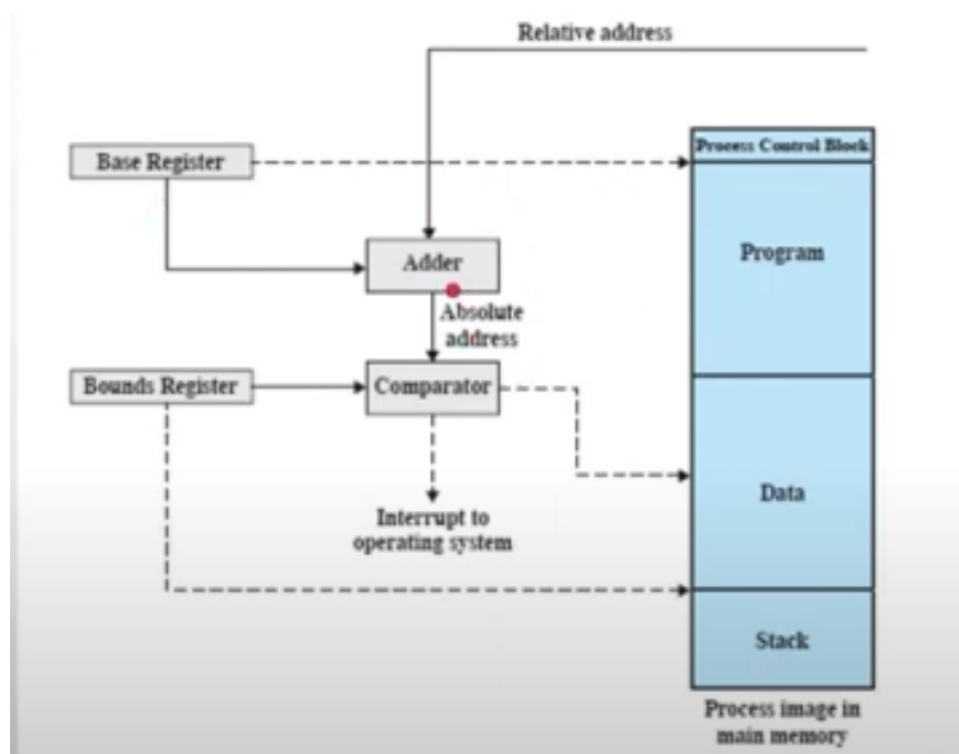 Relative address
Process Control Block
Base Register
Program
Adder
Absolute
address
Bounds Register
Comparator
Data
Interrupt to
operating system
Stack
Process image in
main memory